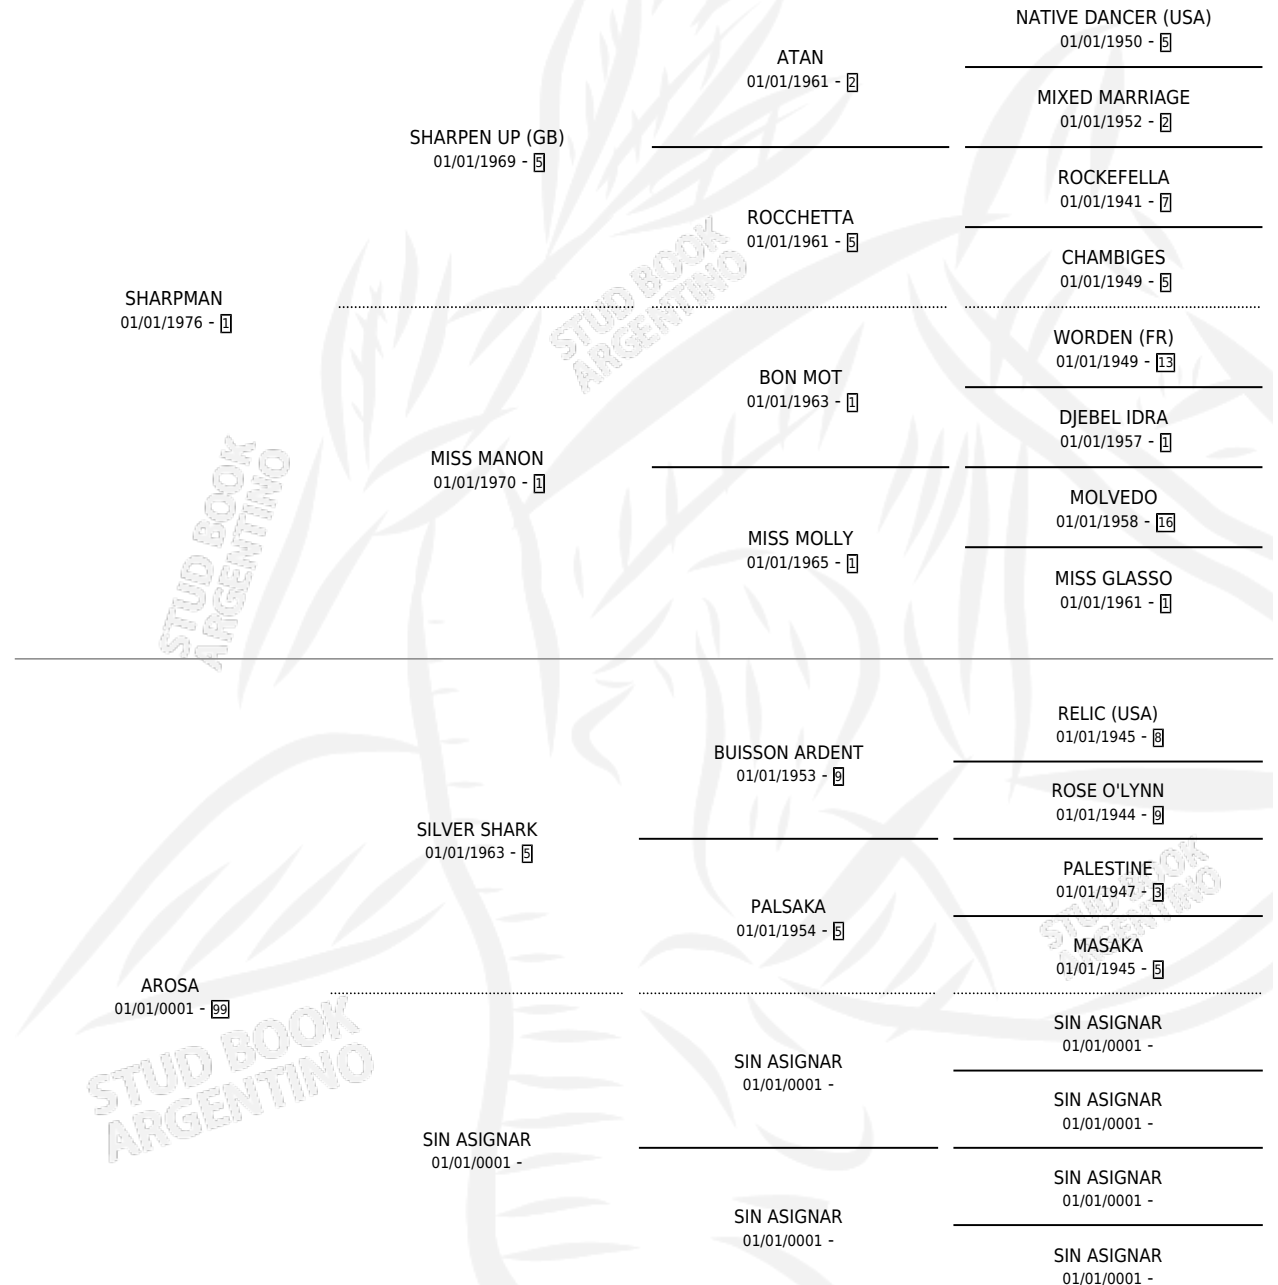 NATIVE DANCER (USA)
01/01/1950 - 5
ATAN
01/01/1961 - 2
MIXED MARRIAGE
01/01/1952 - 2
SHARPEN UP (GB)
01/01/1969 - 5
ROCKEFELLA
01/01/1941 - 7
ROCCHETTA
01/01/1961 - 5
CHAMBIGES
01/01/1949 - 5
SHARPMAN
01/01/1976 - 1
WORDEN (FR)
01/01/1949 - 13
BON MOT
01/01/1963 - 1
DJEBEL IDRA
01/01/1957 - 1
MISS MANON
01/01/1970 - 1
MOLVEDO
01/01/1958 - 16
MISS MOLLY
01/01/1965 - 1
MISS GLASSO
01/01/1961 - 1
RELIC (USA)
01/01/1945 - 8
BUISSON ARDENT
01/01/1953 - 9
ROSE O'LYNN
01/01/1944 - 9
SILVER SHARK
01/01/1963 - 5
PALESTINE
01/01/1947 - 3
PALSAKA
01/01/1954 - 5
MASAKA
01/01/1945 - 5
AROSA
01/01/0001 - 99
SIN ASIGNAR
01/01/0001 -
SIN ASIGNAR
01/01/0001 -
SIN ASIGNAR
01/01/0001 -
SIN ASIGNAR
01/01/0001 -
SIN ASIGNAR
01/01/0001 -
SIN ASIGNAR
01/01/0001 -
SIN ASIGNAR
01/01/0001 -
STUD BOOK
ARGENTINO
STUD BOOK
ARGENTINO
STUD BOOK
ARGENTINO
STUD BOOK
ARGENTINO